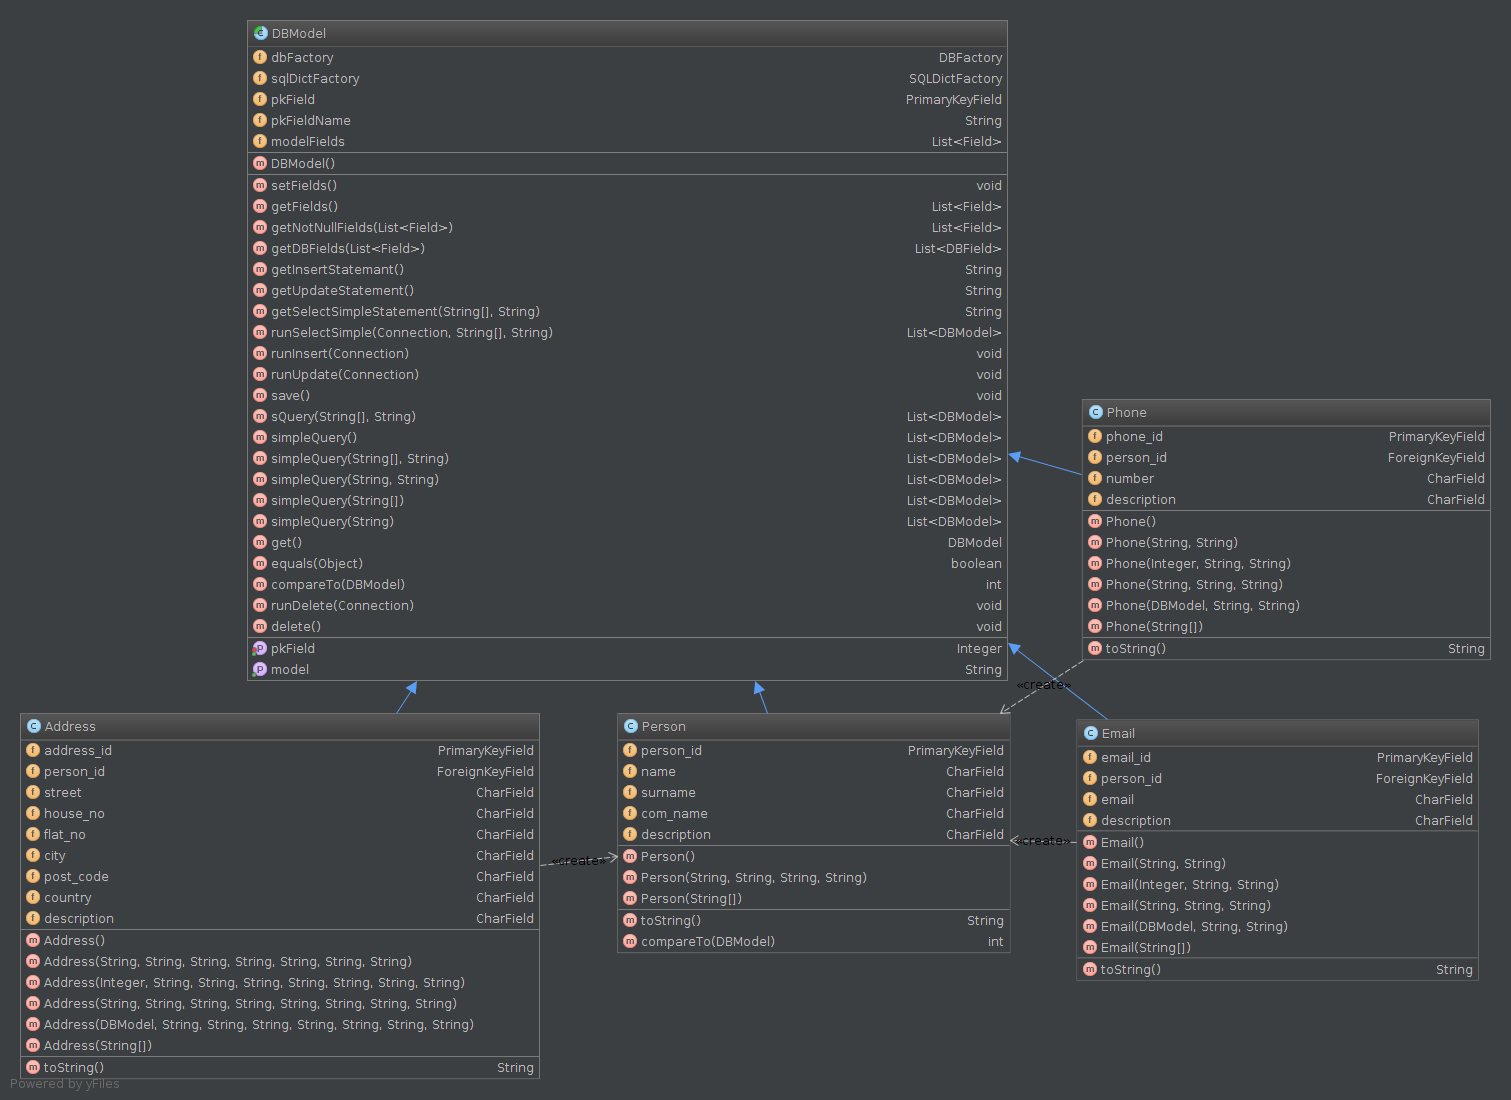 DBModel
dbFactory DBFactory
sqlDictFactory SQLDictFactory
pkField PrimaryKeyField
pkFieldName String
modelFields List<Field>
DBModel()
setFields() void
getFields() List<Field>
getNotNullFields(List<Field>) List<Field>
getDBFields(List<Field>) List<DBField>
getInsertStatemant() String
getUpdateStatement() String
getSelectSimpleStatement(String[], String) String
runSelectSimple(Connection, String[], String) List<DBModel>
runInsert(Connection) void
runUpdate(Connection) void
save() void
sQuery(String[], String) List<DBModel>
simpleQuery() List<DBModel>
simpleQuery(String[], String) List<DBModel>
simpleQuery(String, String) List<DBModel>
simpleQuery(String[]) List<DBModel>
simpleQuery(String) List<DBModel>
get() DBModel
equals(Object) boolean
compareTo(DBModel) int
runDelete(Connection) void
delete() void
pkField Integer
model String
Phone
phone_id PrimaryKeyField
person_id ForeignKeyField
number CharField
description CharField
Phone()
Phone(String, String)
Phone(Integer, String, String)
Phone(String, String, String)
Phone(DBModel, String, String)
Phone(String[])
toString() String
«create»
Address
address_id PrimaryKeyField
person_id ForeignKeyField
street CharField
house_no CharField
flat_no CharField
city CharField
post_code CharField
country CharField
description CharField
Address()
Address(String, String, String, String, String, String, String)
Address(Integer, String, String, String, String, String, String, String)
Address(String, String, String, String, String, String, String, String)
Address(DBModel, String, String, String, String, String, String, String)
Address(String[])
toString() String
«create»
Person
person_id PrimaryKeyField
name CharField
surname CharField
com_name CharField
description CharField
Person()
Person(String, String, String, String)
Person(String[])
toString() String
compareTo(DBModel) int
«create»
Email
email_id PrimaryKeyField
person_id ForeignKeyField
email CharField
description CharField
Email()
Email(String, String)
Email(Integer, String, String)
Email(String, String, String)
Email(DBModel, String, String)
Email(String[])
toString() String
Powered by yFiles